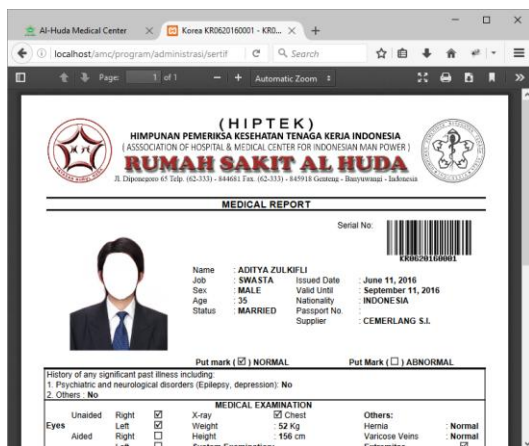 Al-Huda Medical Center
Korea KR0620160001 - KR0...
localhost/amc/program/administrasi/sertif
Search
Page: 1 of 1
Automatic Zoom
(HIPTEK)
HIMPUNAN PEMERIKSA KESEHATAN TENAGA KERJA INDONESIA
( ASSSOCIATION OF HOSPITAL & MEDICAL CENTER FOR INDONESIAN MAN POWER )
RUMAH SAKIT AL HUDA
Jl. Diponegoro 65 Telp. (62-333) - 844661 Fax. (62-333) - 845918 Genteng - Banyuwangi - Indonesia
MEDICAL REPORT
Serial No:
KR0620160001
Name : ADITYA ZULKIFLI
Job : SWASTA Issued Date : June 11, 2016
Sex : MALE Valid Until : September 11, 2016
Age : 35 Nationality : INDONESIA
Status : MARRIED Passport No. :
Supplier : CEMERLANG S.I.
Put mark ( ☑ ) NORMAL Put Mark ( ☐ ) ABNORMAL
History of any significant past illness including:
1. Psychiatric and neurological disorders (Epilepsy, depression): No
2. Others : No
MEDICAL EXAMINATION
Unaided Right ☑ X-ray ☑ Chest Others:
Eyes Left ☑ Weight : 52 Kg Hernia : Normal
Aided Right ☐ Height : 156 cm Varicose Veins : Normal